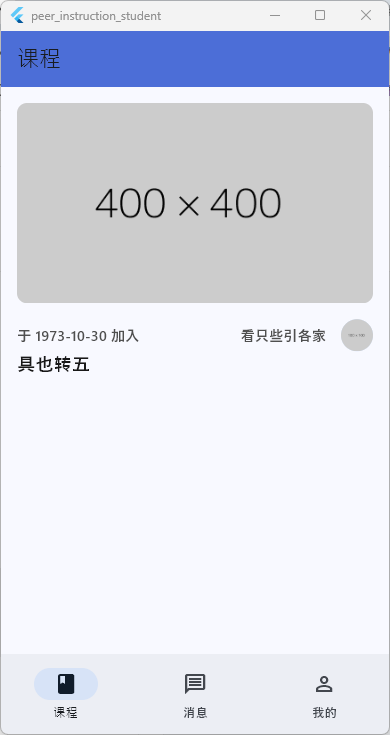 peer_instruction_student
课程
400 × 400
于 1973-10-30 加入
看只些引各家
具也转五
课程
消息
我的